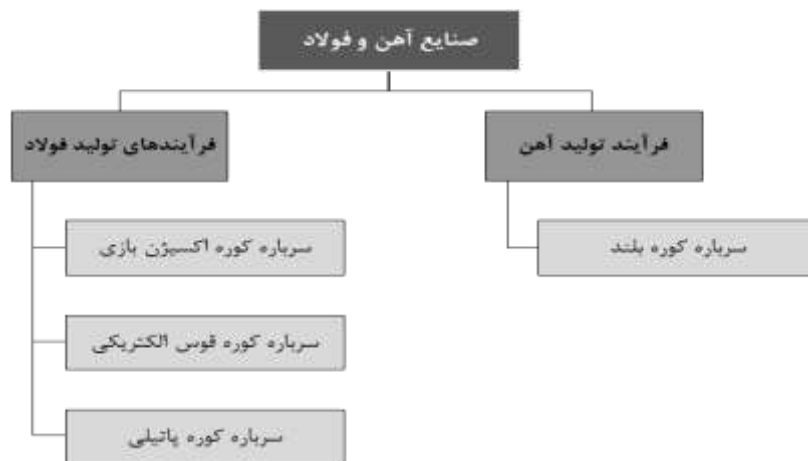 صنایع آهن و فولاد
فرآیند تولید آهن
سرباره کوره بلند
فرآیندهای تولید فولاد
سرباره کوره اکسیژن بازی
سرباره کوره قوس الکتریکی
سرباره کوره پاتیلی